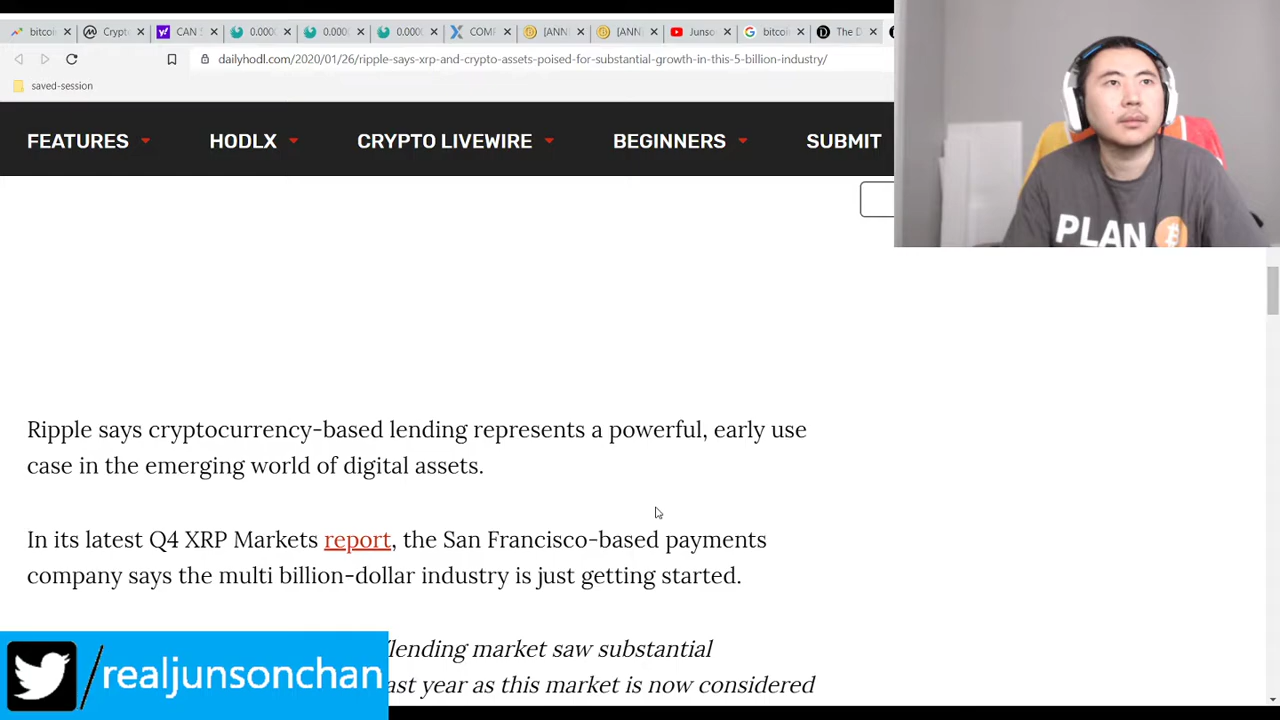 bitcoi
Crypt
CAN S
0.000
0.000
0.000
COMF
[ANN
[ANN
Junso
bitcoi
The D
dailyhodl.com/2020/01/26/ripple-says-xrp-and-crypto-assets-poised-for-substantial-growth-in-this-5-billion-industry/
saved-session
FEATURES
HODLX
CRYPTO LIVEWIRE
BEGINNERS
SUBMIT
PLAN
Ripple says cryptocurrency-based lending represents a powerful, early use
case in the emerging world of digital assets.
In its latest Q4 XRP Markets report, the San Francisco-based payments
company says the multi billion-dollar industry is just getting started.
/lending market saw substantial
ast year as this market is now considered
/realjunsonchan